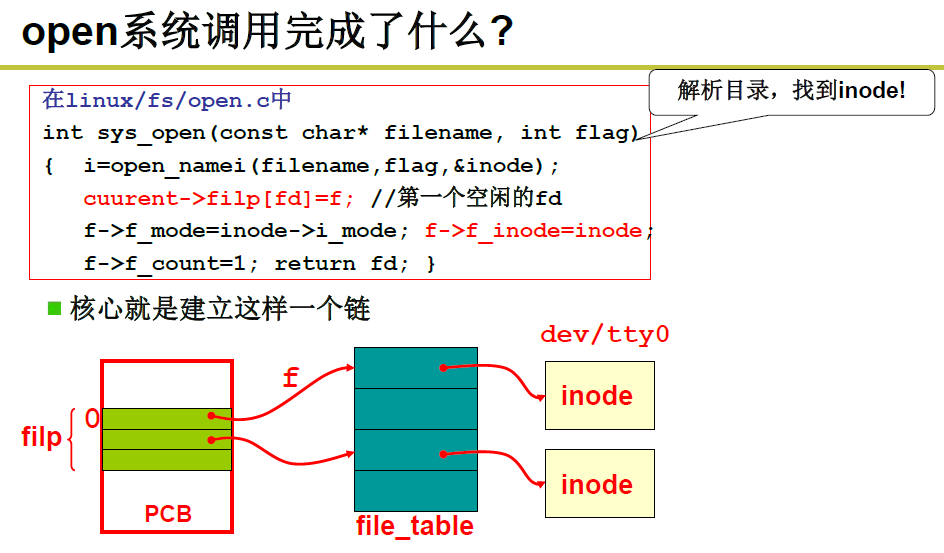 open系统调用完成了什么?
解析目录，找到inode!
在linux/fs/open.c中
int sys_open(const char* filename, int flag)
{ i=open_namei(filename,flag,&inode);
cuurent->filp[fd]=f; //第一个空闲的fd
f->f_mode=inode->i_mode; f->f_inode=inode;
f->f_count=1; return fd; }
核心就是建立这样一个链
dev/tty0
f
inode
0
filp
inode
PCB
file_table